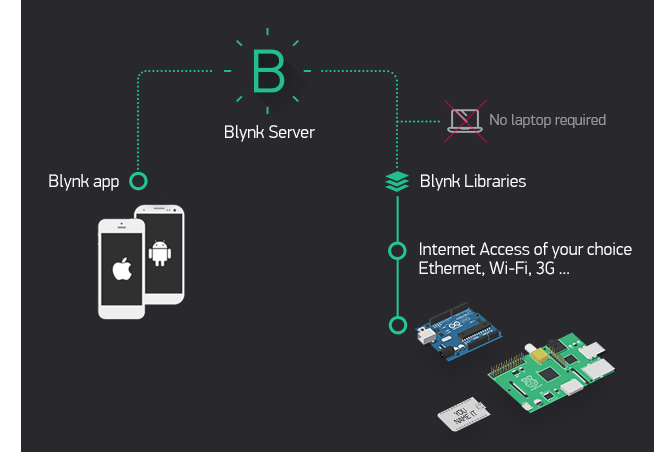 B
Blynk Server
No laptop required
Blynk app
Blynk Libraries
Internet Access of your choice
Ethernet, Wi-Fi, 3G ...
YOU
NAME IT